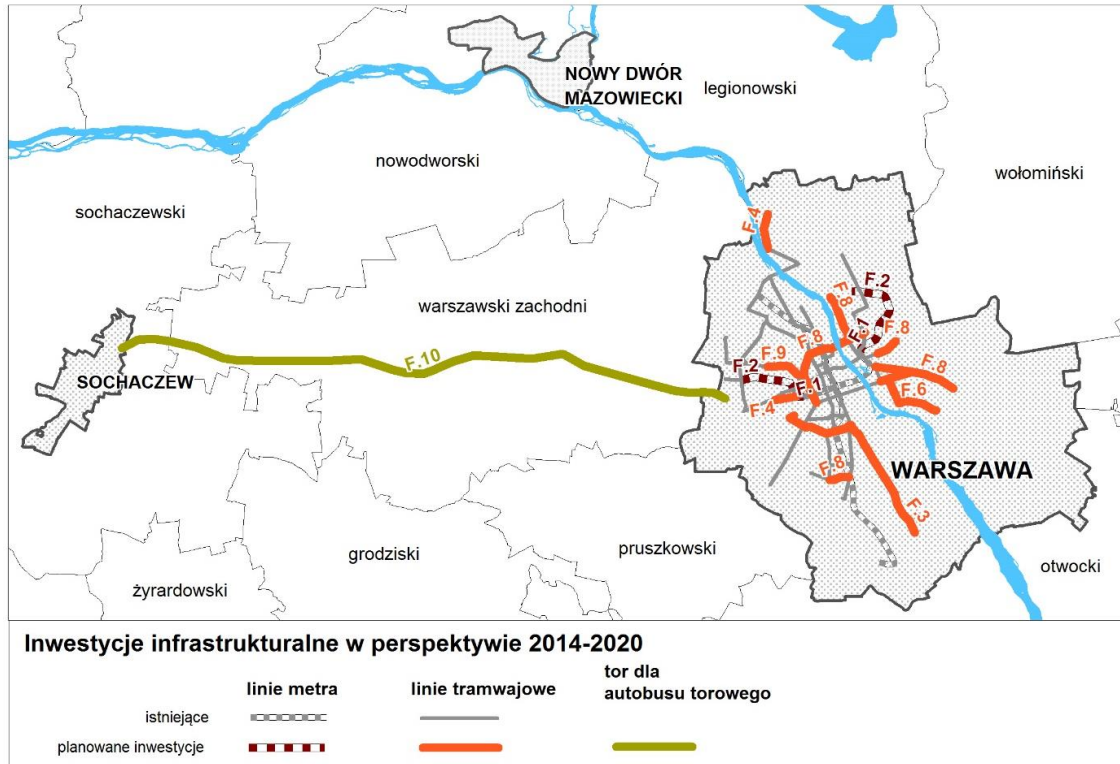 NOWY DWÓR
MAZOWIECKI
legionowski
nowodworski
wołomiński
sochaczewski
F.4
F.2
F.8
warszawski zachodni
F.1
F.8
F.8
F.9
F.8
F.10
F.2
F.1
SOCHACZEW
F.6
F.4
F.8
WARSZAWA
F.3
pruszkowski
grodziski
otwocki
żyrardowski
Inwestycje infrastrukturalne w perspektywie 2014-2020
linie metra
linie tramwajowe
tor dla
autobusu torowego
istniejące
planowane inwestycje